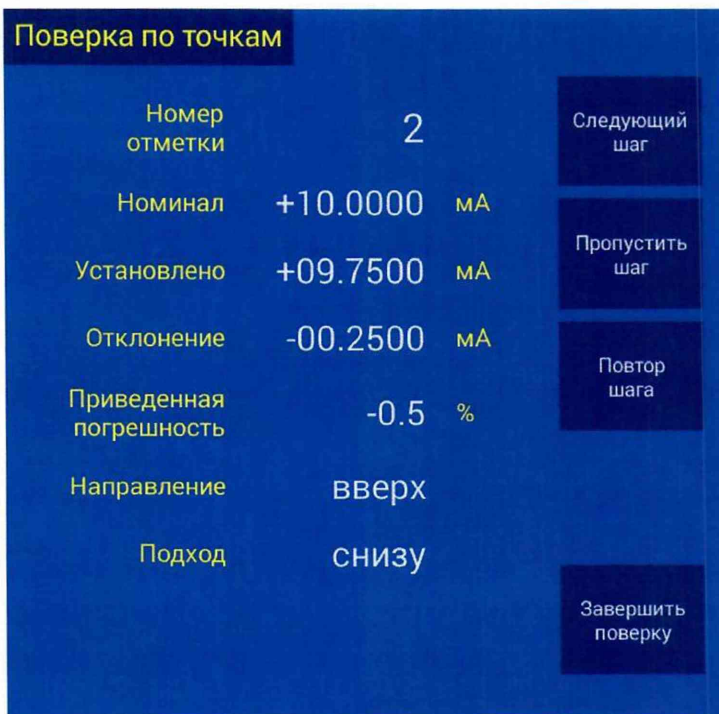 Поверка по точкам
Номер
отметки
2
Следующий
шаг
Номинал +10.0000 мА
Пропустить
шаг
Установлено +09.7500 мА
Отклонение -00.2500 мА
Повтор
шага
Приведенная
погрешность
-0.5 %
Направление вверх
Подход снизу
Завершить
поверку